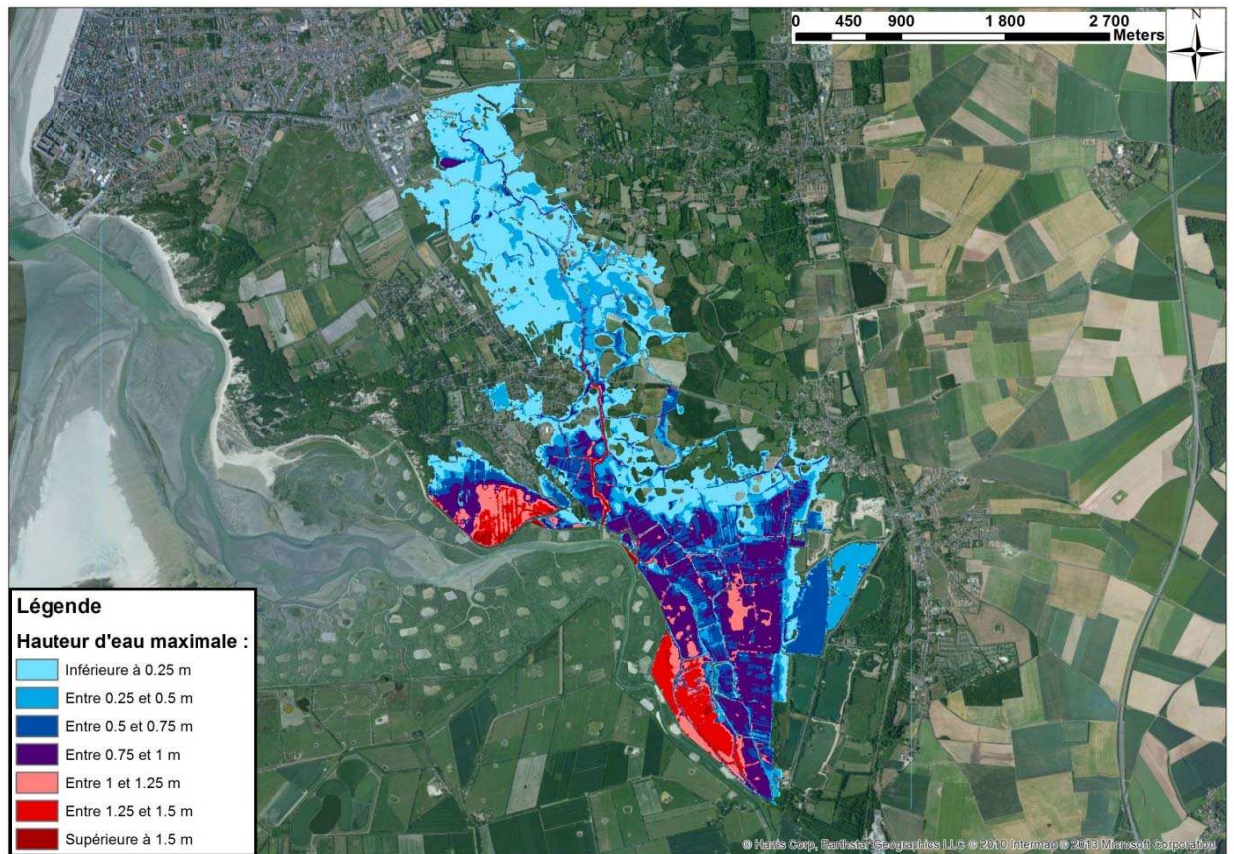 0 450 900 1 800 2 700
Meters
N
Légende
Hauteur d'eau maximale :
Inférieure à 0.25 m
Entre 0.25 et 0.5 m
Entre 0.5 et 0.75 m
Entre 0.75 et 1 m
Entre 1 et 1.25 m
Entre 1.25 et 1.5 m
Supérieure à 1.5 m
© Harris Corp, Earthstar Geographics LLC © 2010 Intermap © 2013 Microsoft Corporation